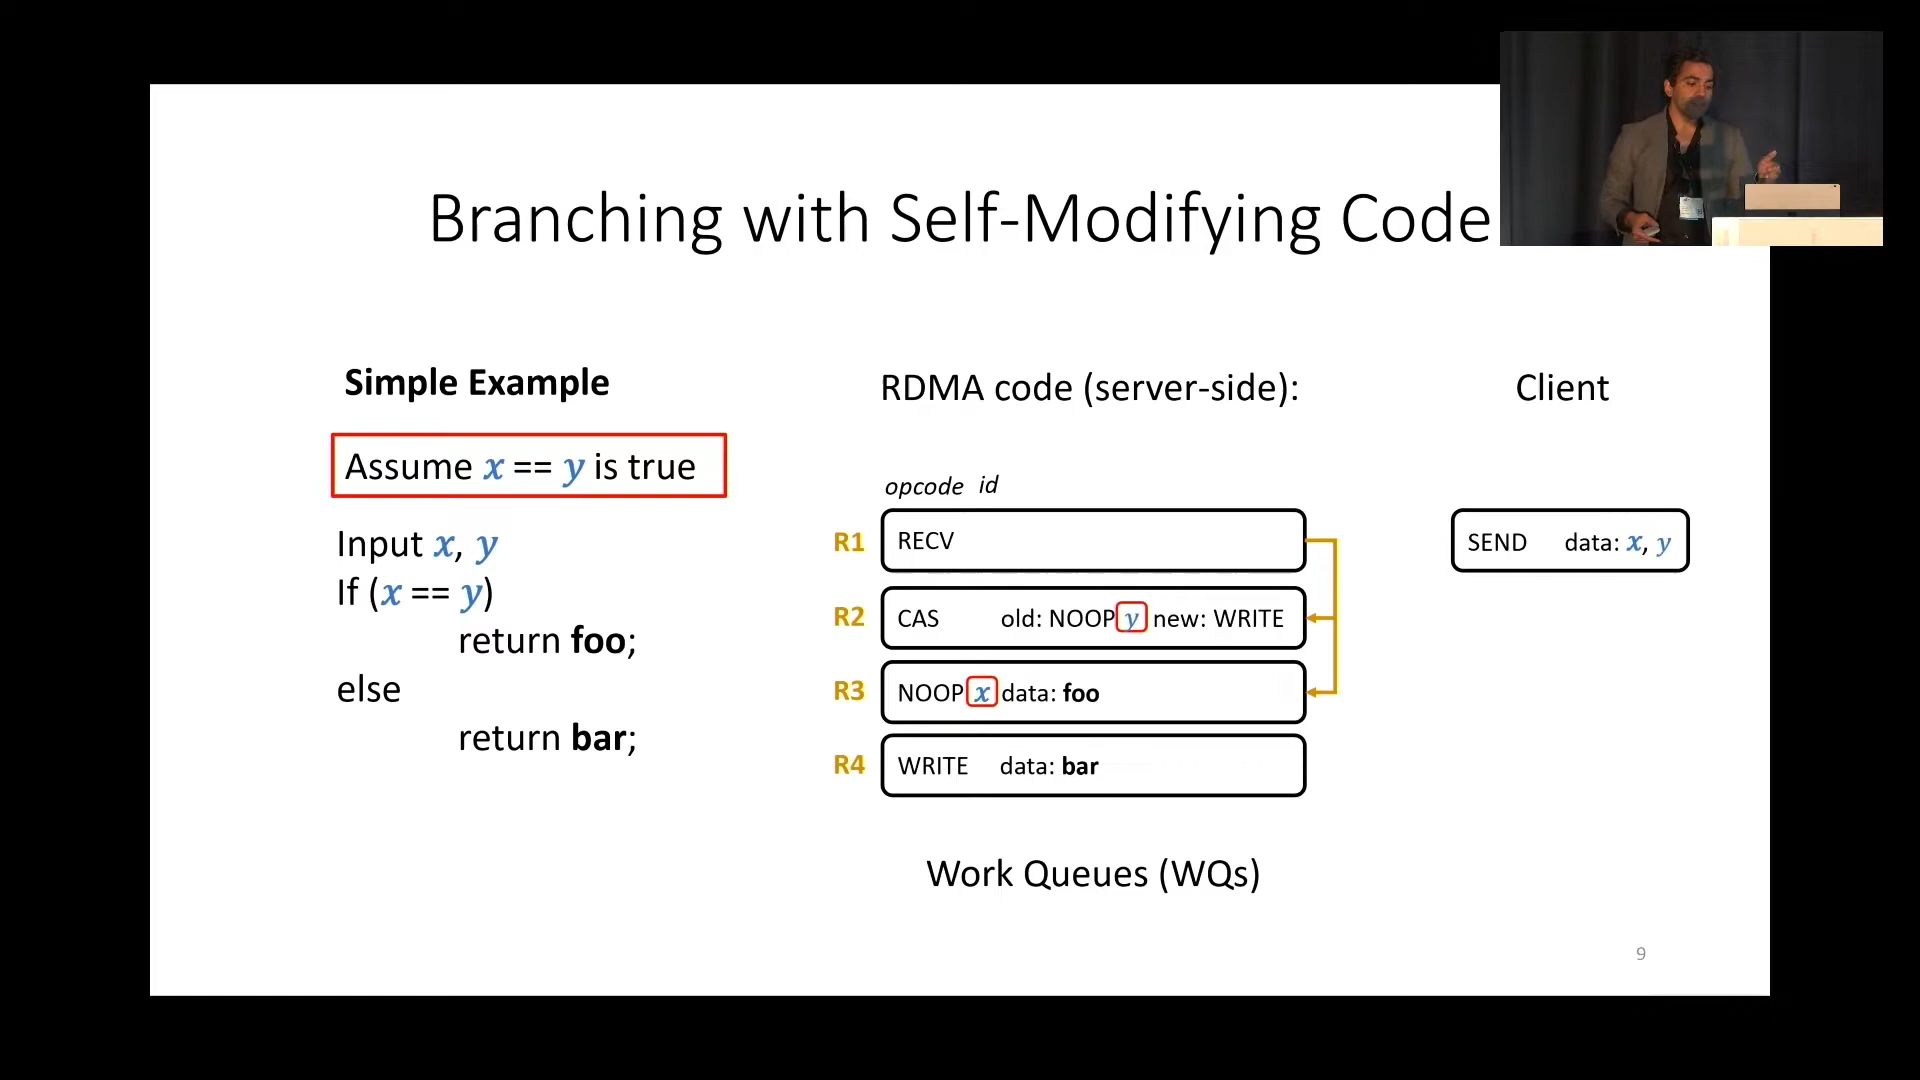 Branching with Self-Modifying Code
Simple Example
Assume x == y is true
Input x, y
If (x == y)
return foo;
else
return bar;
RDMA code (server-side):
opcode id
R1 RECV
R2 CAS old: NOOP y new: WRITE
R3 NOOP x data: foo
R4 WRITE data: bar
Work Queues (WQs)
Client
SEND data: x, y
9